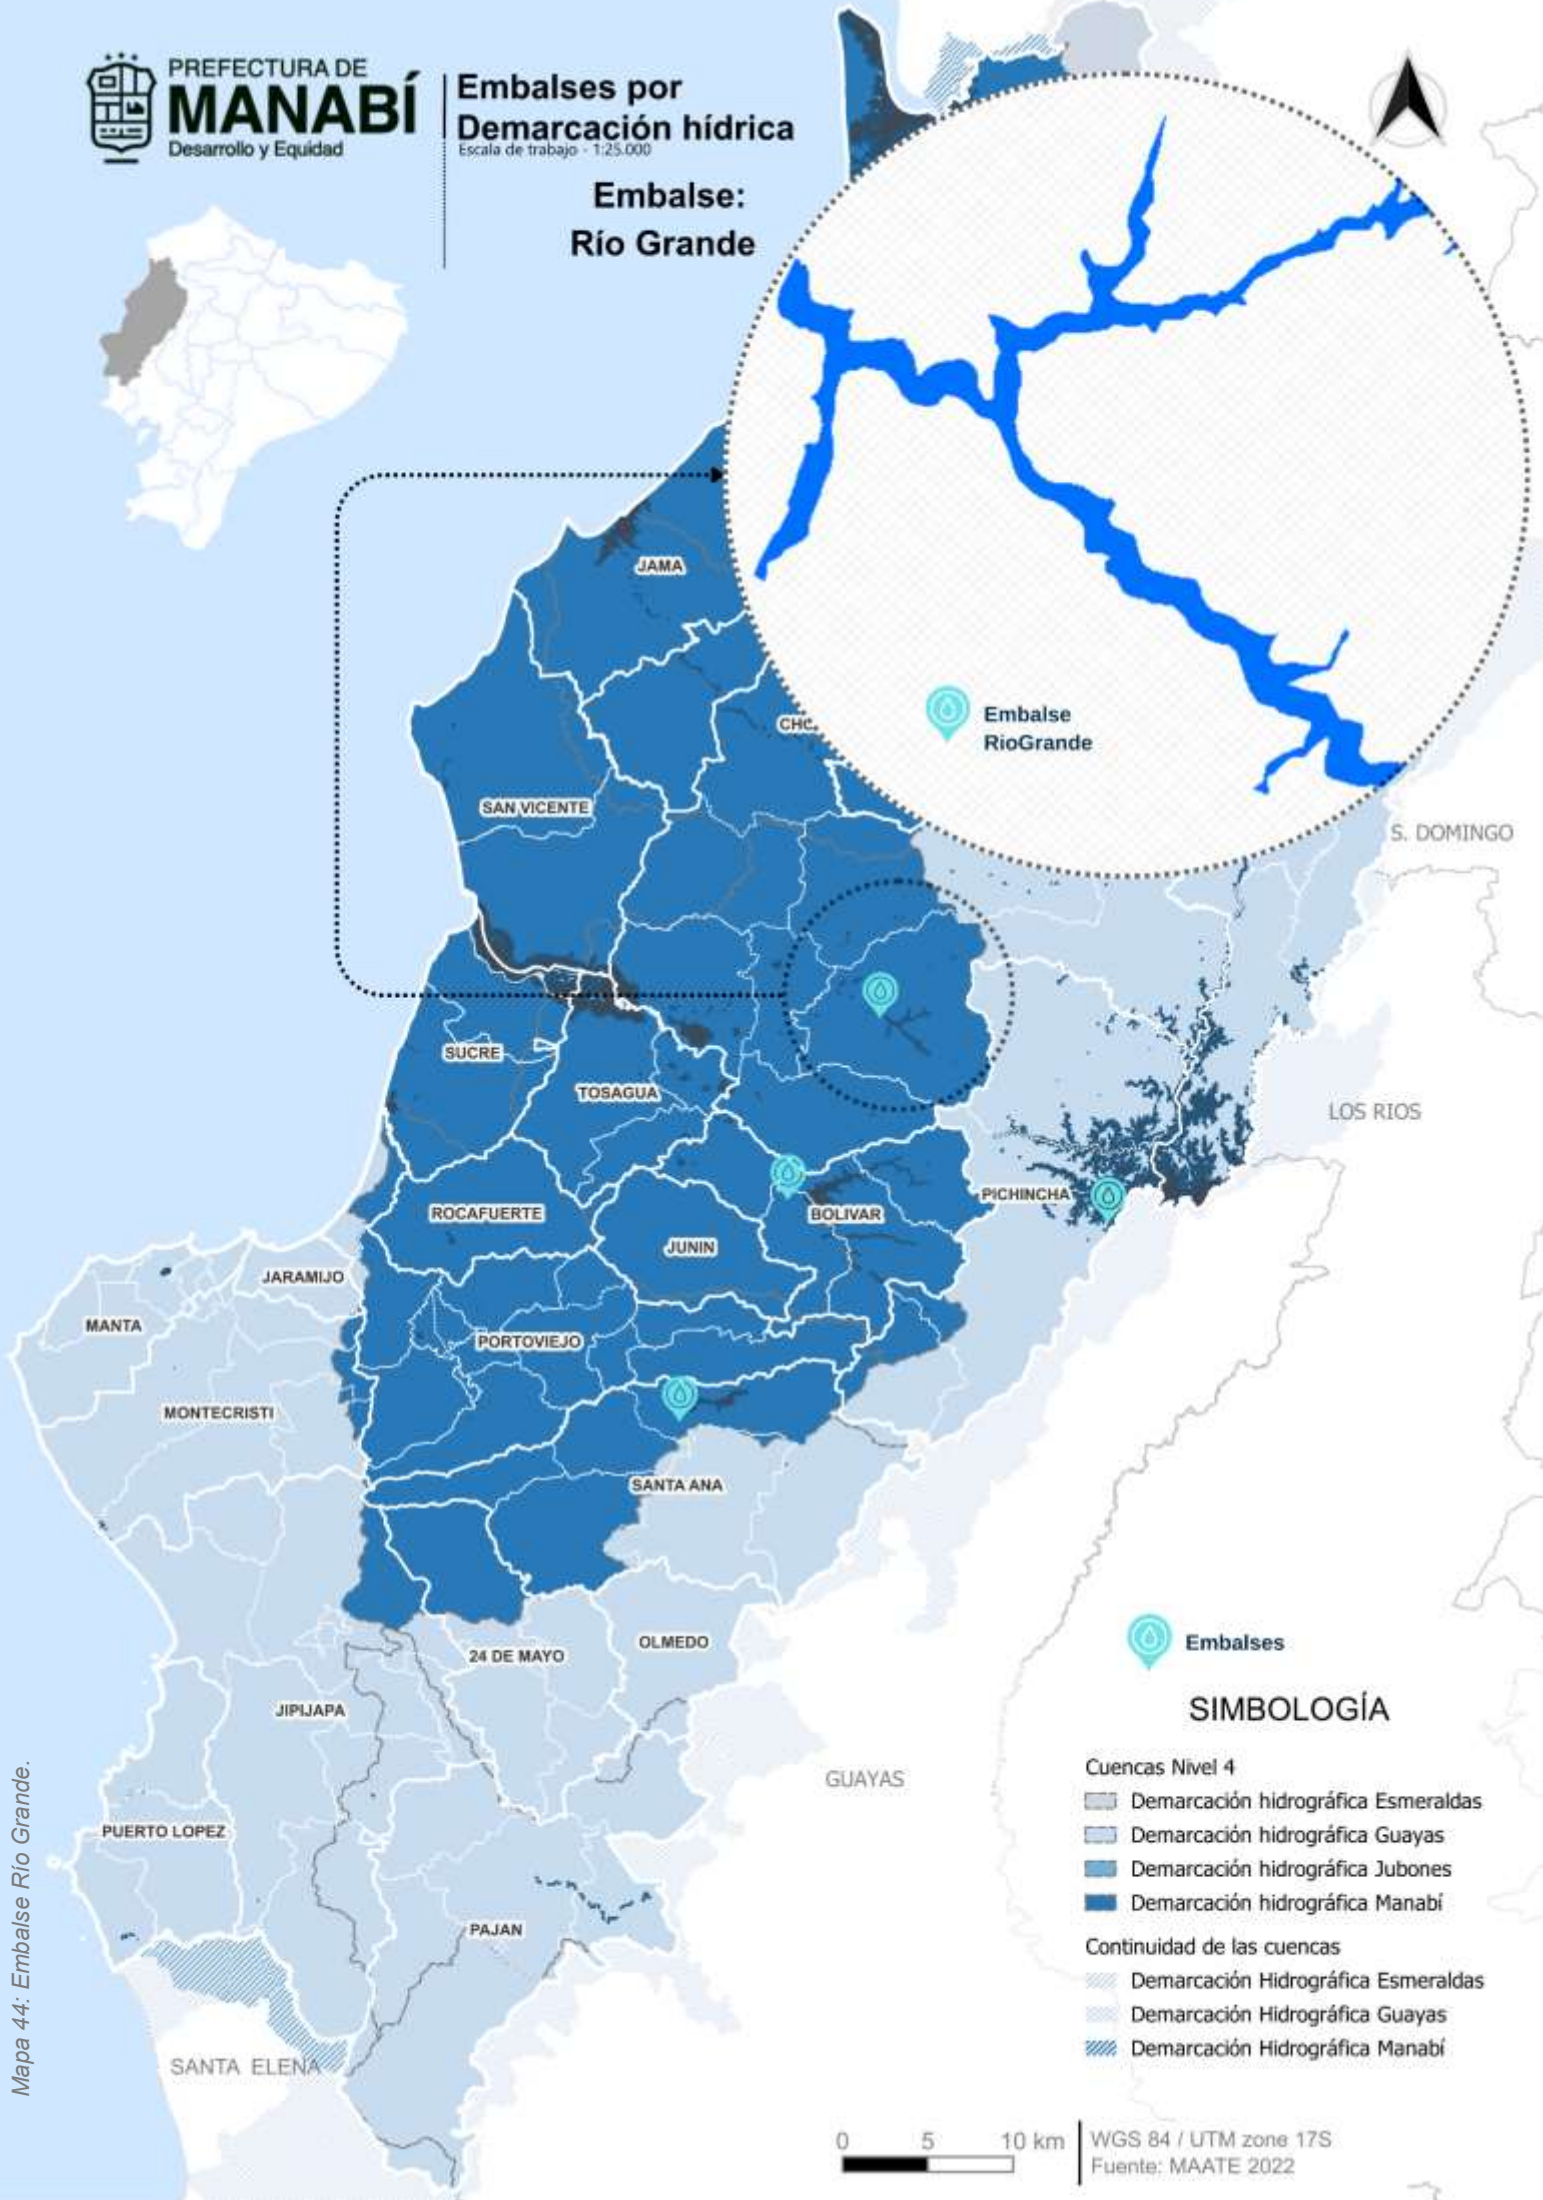 PREFECTURA DE
MANABÍ
Desarrollo y Equidad
Embalses por
Demarcación hídrica
Escala de trabajo - 1:25.000
Embalse:
Río Grande
JAMA
CHO
Embalse
RioGrande
SAN VICENTE
S. DOMINGO
SUCRE
TOSAGUA
LOS RIOS
PICHINCHA
ROCAFUERTE
BOLIVAR
JUNIN
JARAMIJO
MANTA
PORTOVIEJO
MONTECRISTI
SANTA ANA
Embalses
OLMEDO
24 DE MAYO
JIPIJAPA
SIMBOLOGÍA
GUAYAS
PUERTO LOPEZ
Cuencas Nivel 4
Demarcación hidrográfica Esmeraldas
Demarcación hidrográfica Guayas
Demarcación hidrográfica Jubones
Demarcación hidrográfica Manabí
PAJAN
Continuidad de las cuencas
Demarcación Hidrográfica Esmeraldas
Demarcación Hidrográfica Guayas
Demarcación Hidrográfica Manabí
SANTA ELENA
0 5 10 km
WGS 84 / UTM zone 17S
Fuente: MAATE 2022
Mapa 44: Embalse Río Grande.